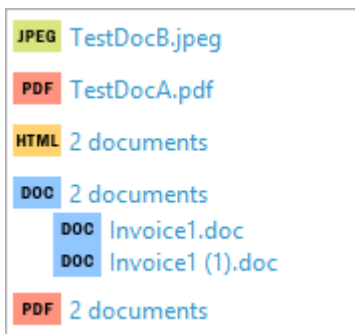 JPEG TestDocB.jpeg
PDF TestDocA.pdf
HTML 2 documents
DOC 2 documents
DOC Invoice1.doc
DOC Invoice1 (1).doc
PDF 2 documents